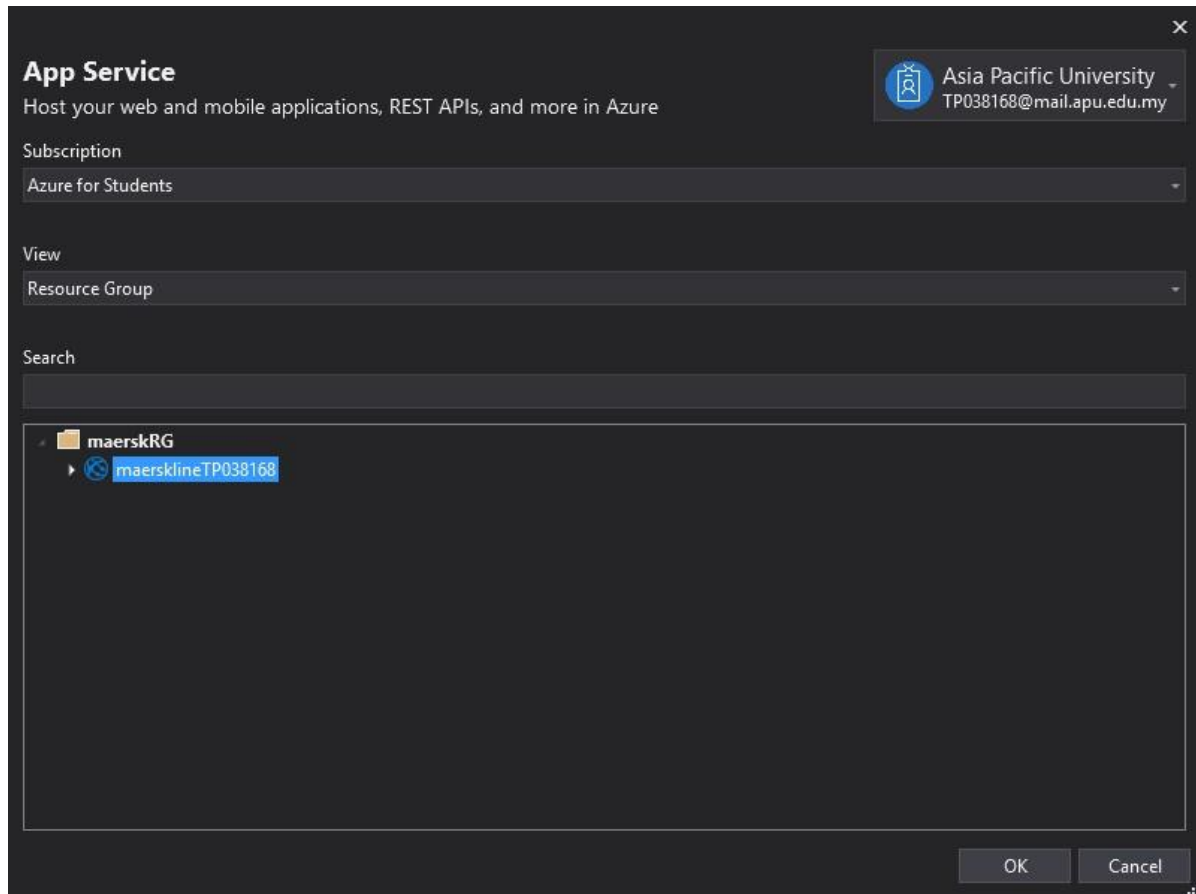 App Service
Host your web and mobile applications, REST APIs, and more in Azure
Asia Pacific University
TP038168@mail.apu.edu.my
Subscription
Azure for Students
View
Resource Group
Search
maerskRG
maersklineTP038168
OK
Cancel